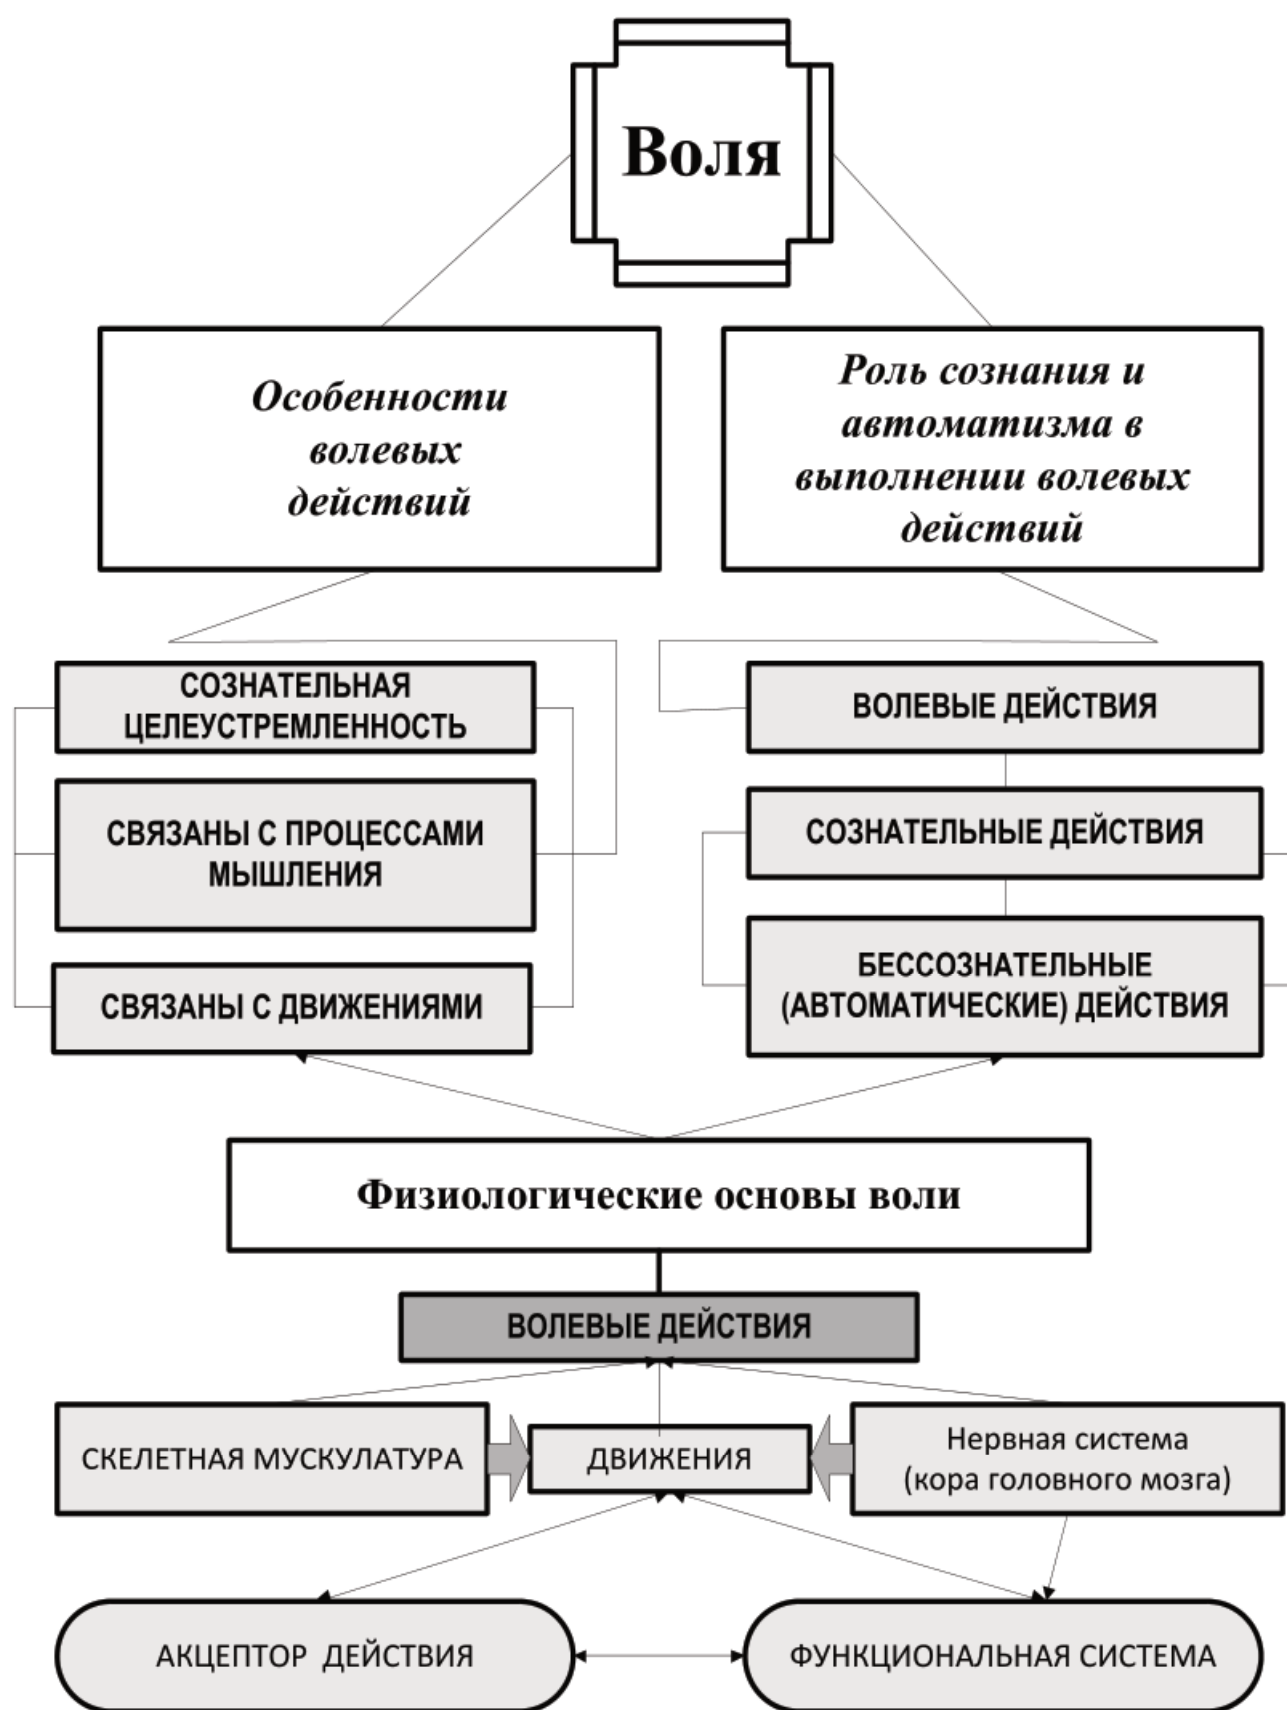 Воля
Особенности
волевых
действий
Роль сознания и
автоматизма в
выполнении волевых
действий
СОЗНАТЕЛЬНАЯ
ЦЕЛЕУСТРЕМЛЕННОСТЬ
СВЯЗАНЫ С ПРОЦЕССАМИ
МЫШЛЕНИЯ
СВЯЗАНЫ С ДВИЖЕНИЯМИ
ВОЛЕВЫЕ ДЕЙСТВИЯ
СОЗНАТЕЛЬНЫЕ ДЕЙСТВИЯ
БЕССОЗНАТЕЛЬНЫЕ
(АВТОМАТИЧЕСКИЕ) ДЕЙСТВИЯ
Физиологические основы воли
ВОЛЕВЫЕ ДЕЙСТВИЯ
СКЕЛЕТНАЯ МУСКУЛАТУРА
ДВИЖЕНИЯ
Нервная система
(кора головного мозга)
АКЦЕПТОР ДЕЙСТВИЯ
ФУНКЦИОНАЛЬНАЯ СИСТЕМА